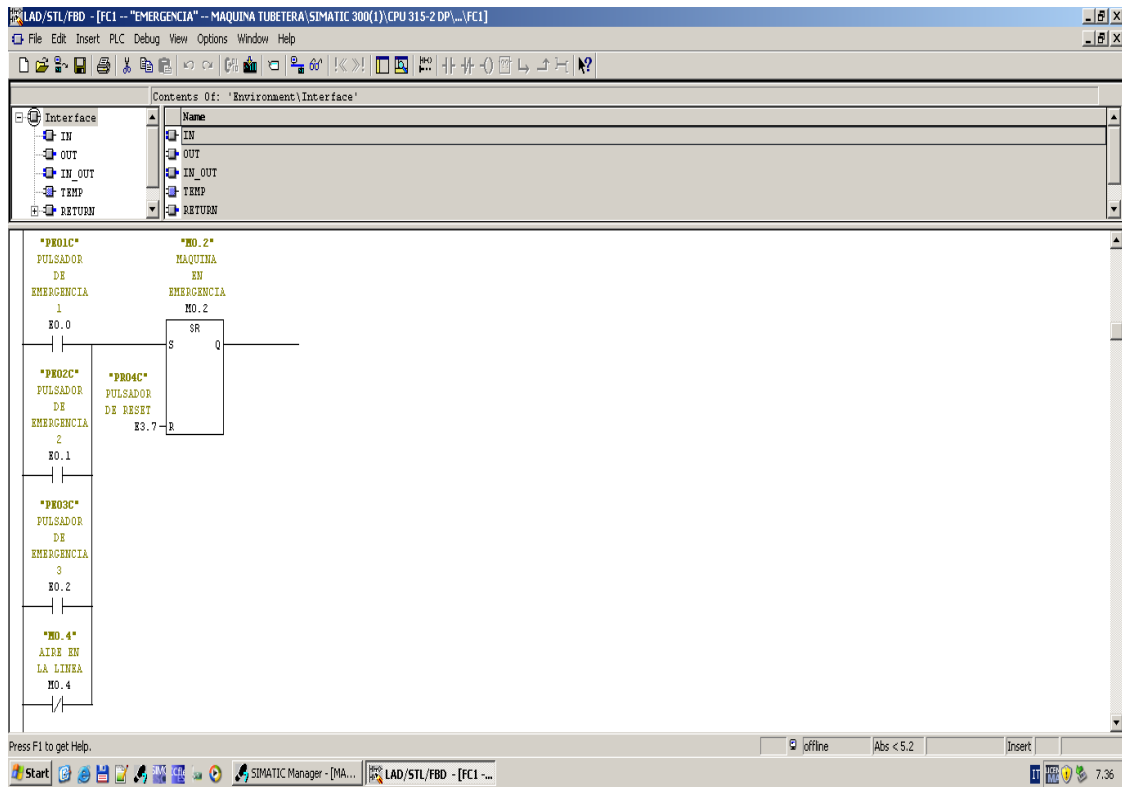 LAD/STL/FBD - [FC1 -- "EMERGENCIA" -- MAQUINA TUBETERA\SIMATIC 300(1)\CPU 315-2 DP\...\FC1]
File Edit Insert PLC Debug View Options Window Help
Contents Of: 'Environment\Interface'
Interface
IN
OUT
IN_OUT
TEMP
RETURN
Name
IN
OUT
IN_OUT
TEMP
RETURN
"PE01C"
PULSADOR
DE
EMERGENCIA
1
E0.0
"M0.2"
MAQUINA
EN
EMERGENCIA
M0.2
SR
S Q
R
"PE02C"
PULSADOR
DE
EMERGENCIA
2
E0.1
"PR04C"
PULSADOR
DE RESET
E3.7
"PE03C"
PULSADOR
DE
EMERGENCIA
3
E0.2
"M0.4"
AIRE EN
LA LINEA
M0.4
Press F1 to get Help.
offline
Abs < 5.2
Insert
Start
SIMATIC Manager - [MA...
LAD/STL/FBD - [FC1 -...
IT
7.36